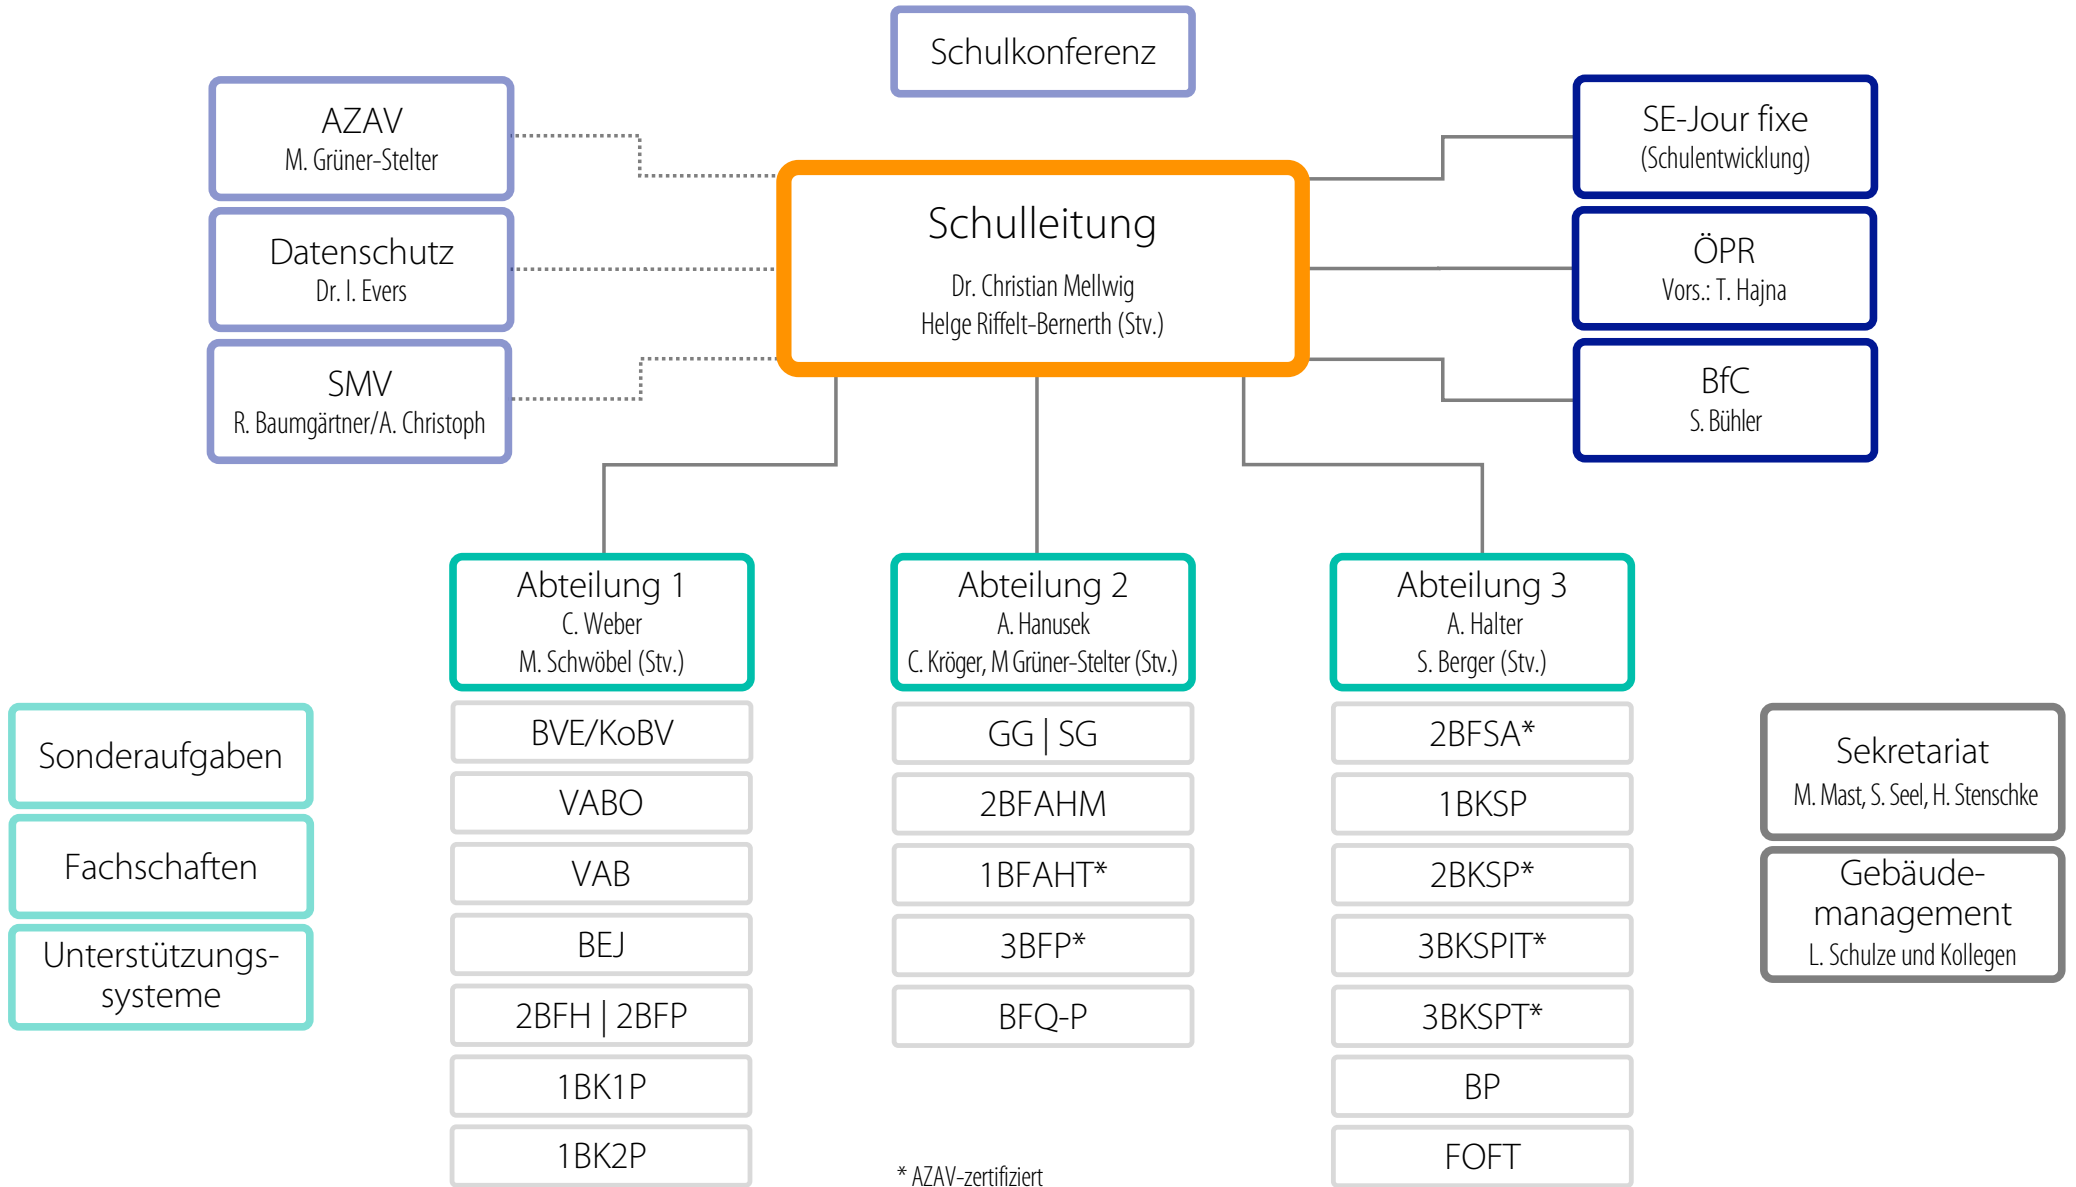 Schulkonferenz
AZAV
M. Grüner-Stelter
Datenschutz
Dr. I. Evers
SMV
R. Baumgärtner/A. Christoph
Schulleitung
Dr. Christian Mellwig
Helge Riffelt-Bernerth (Stv.)
SE-Jour fixe
(Schulentwicklung)
ÖPR
Vors.: T. Hajna
BfC
S. Bühler
Abteilung 1
C. Weber
M. Schwöbel (Stv.)
BVE/KoBV
VABO
VAB
BEJ
2BFH | 2BFP
1BK1P
1BK2P
Abteilung 2
A. Hanusek
C. Kröger, M Grüner-Stelter (Stv.)
GG | SG
2BFAHM
1BFAHT*
3BFP*
BFQ-P
Abteilung 3
A. Halter
S. Berger (Stv.)
2BFSA*
1BKSP
2BKSP*
3BKSPIT*
3BKSPT*
BP
FOFT
Sonderaufgaben
Fachschaften
Unterstützungs-
systeme
Sekretariat
M. Mast, S. Seel, H. Stenschke
Gebäude-
management
L. Schulze und Kollegen
* AZAV-zertifiziert